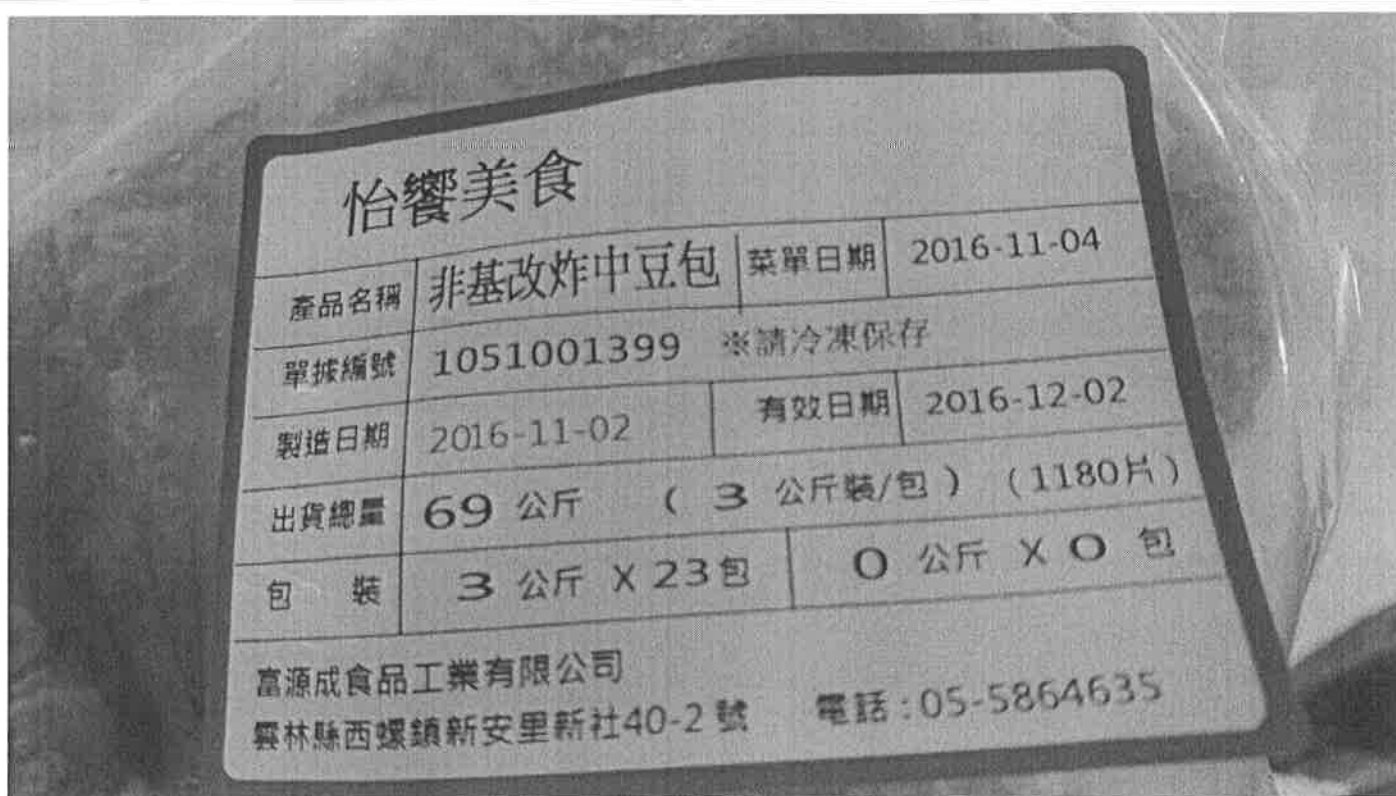 怡饗美食
產品名稱 非基改炸中豆包 菜單日期 2016-11-04
單據編號 1051001399 ※請冷凍保存
製造日期 2016-11-02 有效日期 2016-12-02
出貨總量 69 公斤 ( 3 公斤裝/包 ) (1180片)
包 裝 3 公斤 X 23包 0 公斤 X 0 包
富源成食品工業有限公司
雲林縣西螺鎮新安里新社40-2 號 電話:05-5864635